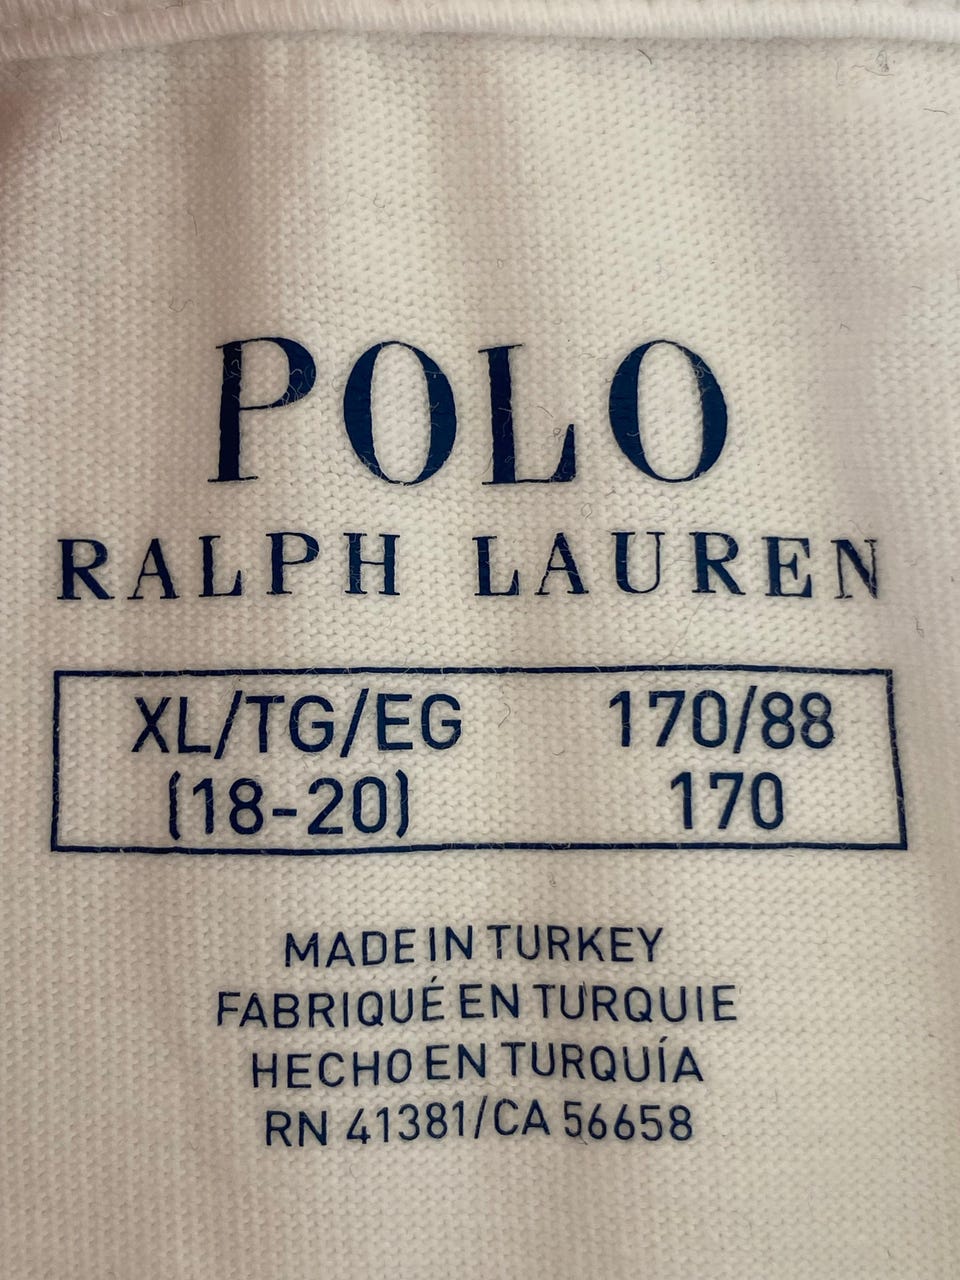 POLO
RALPH LAUREN
XL/TG/EG 170/88
(18-20) 170
MADE IN TURKEY
FABRIQUÉ EN TURQUIE
HECHO EN TURQUÍA
RN 41381/CA 56658